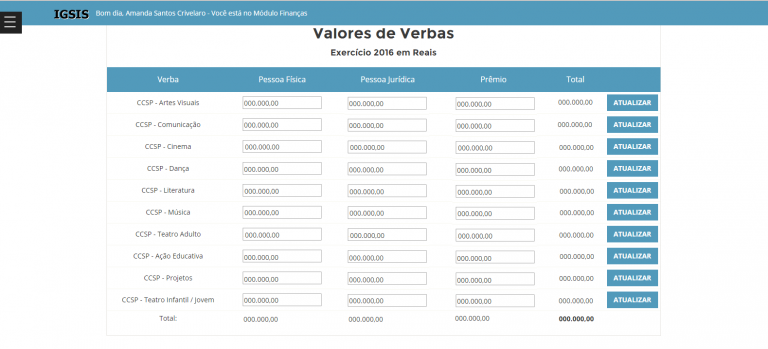 IGSIS Bom dia, Amanda Santos Crivelaro - Você está no Módulo Finanças
Valores de Verbas
Exercício 2016 em Reais
Verba Pessoa Física Pessoa Jurídica Prêmio Total
CCSP - Artes Visuais 000.000,00 000.000,00 000.000,00 000.000,00 ATUALIZAR
CCSP - Comunicação 000.000,00 000.000,00 000.000,00 000.000,00 ATUALIZAR
CCSP - Cinema 000.000,00 000.000,00 000.000,00 000.000,00 ATUALIZAR
CCSP - Dança 000.000,00 000.000,00 000.000,00 000.000,00 ATUALIZAR
CCSP - Literatura 000.000,00 000.000,00 000.000,00 000.000,00 ATUALIZAR
CCSP - Música 000.000,00 000.000,00 000.000,00 000.000,00 ATUALIZAR
CCSP - Teatro Adulto 000.000,00 000.000,00 000.000,00 000.000,00 ATUALIZAR
CCSP - Ação Educativa 000.000,00 000.000,00 000.000,00 000.000,00 ATUALIZAR
CCSP - Projetos 000.000,00 000.000,00 000.000,00 000.000,00 ATUALIZAR
CCSP - Teatro Infantil / Jovem 000.000,00 000.000,00 000.000,00 000.000,00 ATUALIZAR
Total: 000.000,00 000.000,00 000.000,00 000.000,00